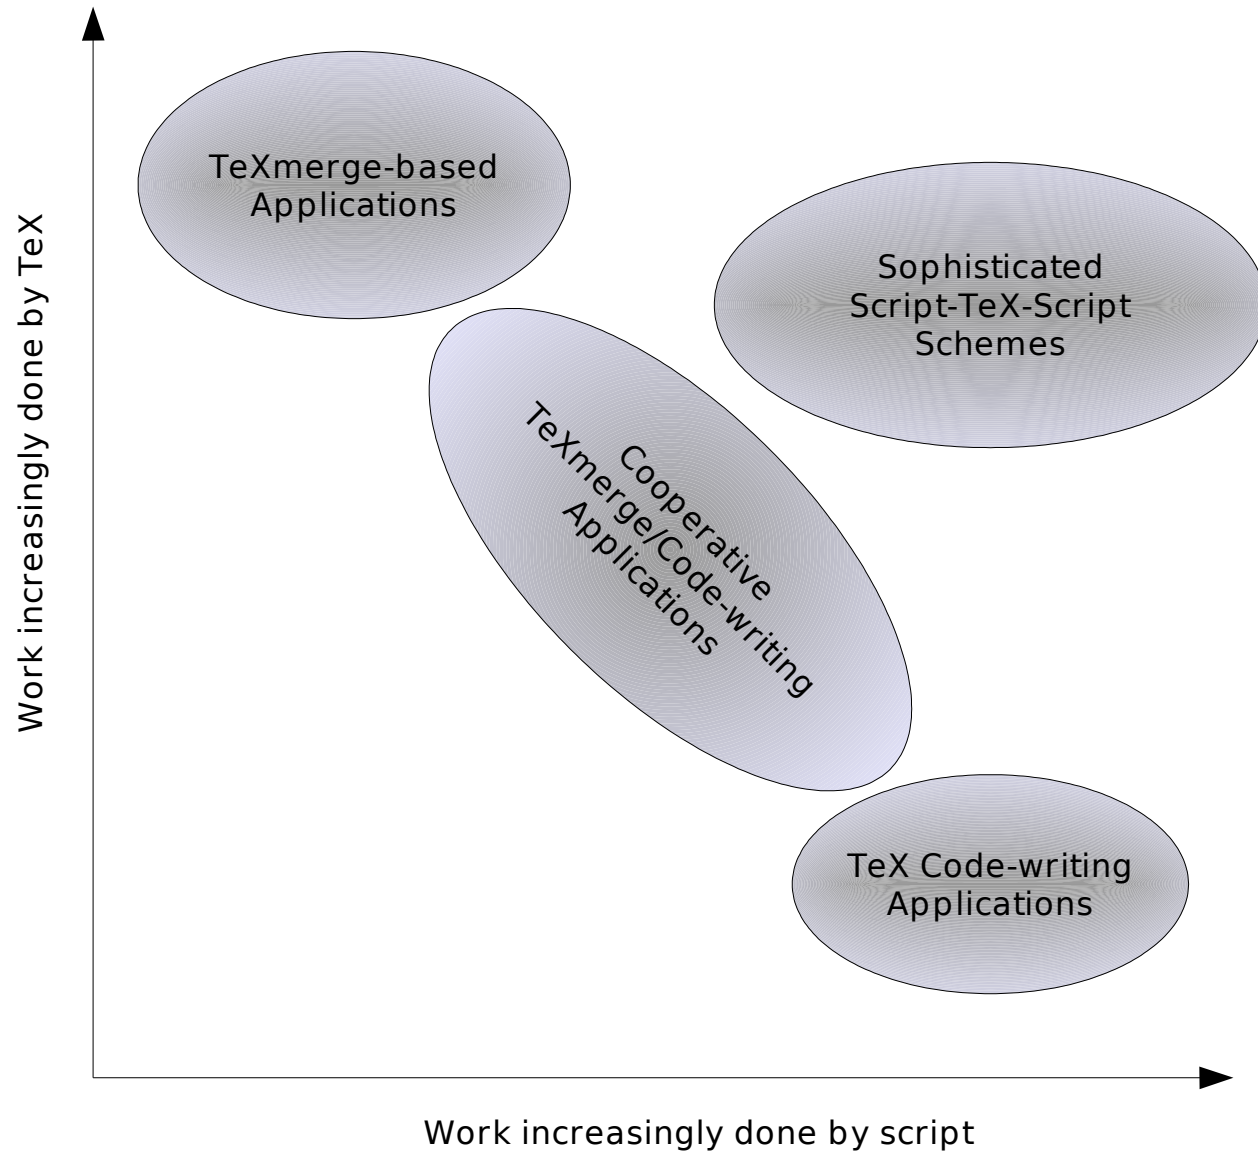 Work increasingly done by TeX
TeXmerge-based
Applications
Sophisticated
Script-TeX-Script
Schemes
Cooperative
TeXmerge/Code-writing
Applications
TeX Code-writing
Applications
Work increasingly done by script